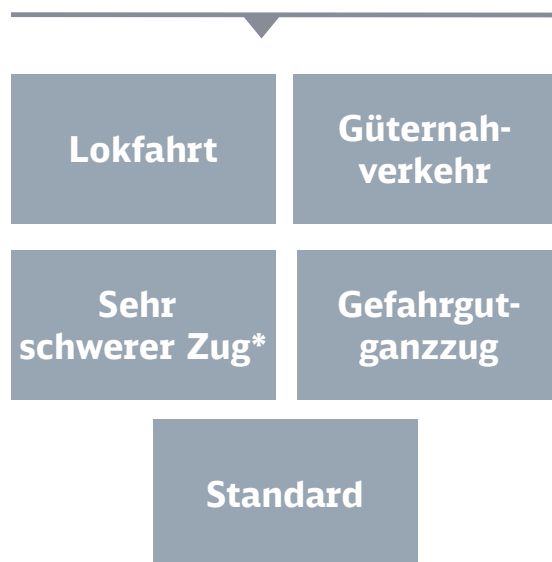 Lokfahrt
Güternah-
verkehr
Sehr
schwerer Zug*
Gefahrgut-
ganzzug
Standard